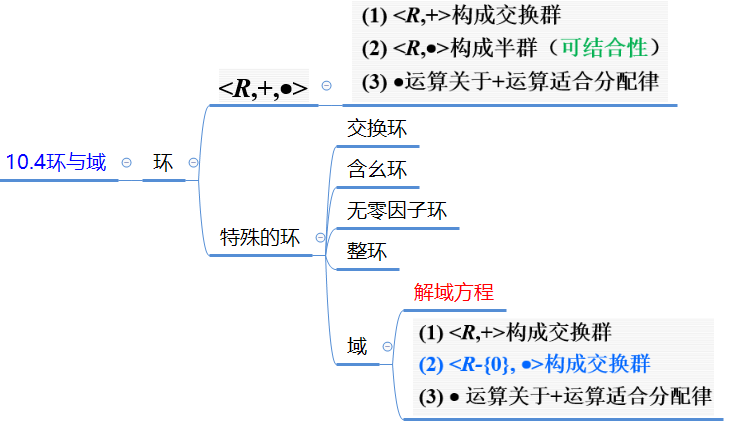 10.4环与域
环
<R,+,●>
(1) <R,+>构成交换群
(2) <R,●>构成半群（可结合性）
(3) ●运算关于+运算适合分配律
特殊的环
交换环
含幺环
无零因子环
整环
域
解域方程
(1) <R,+>构成交换群
(2) <R-{0}, ●>构成交换群
(3) ● 运算关于+运算适合分配律